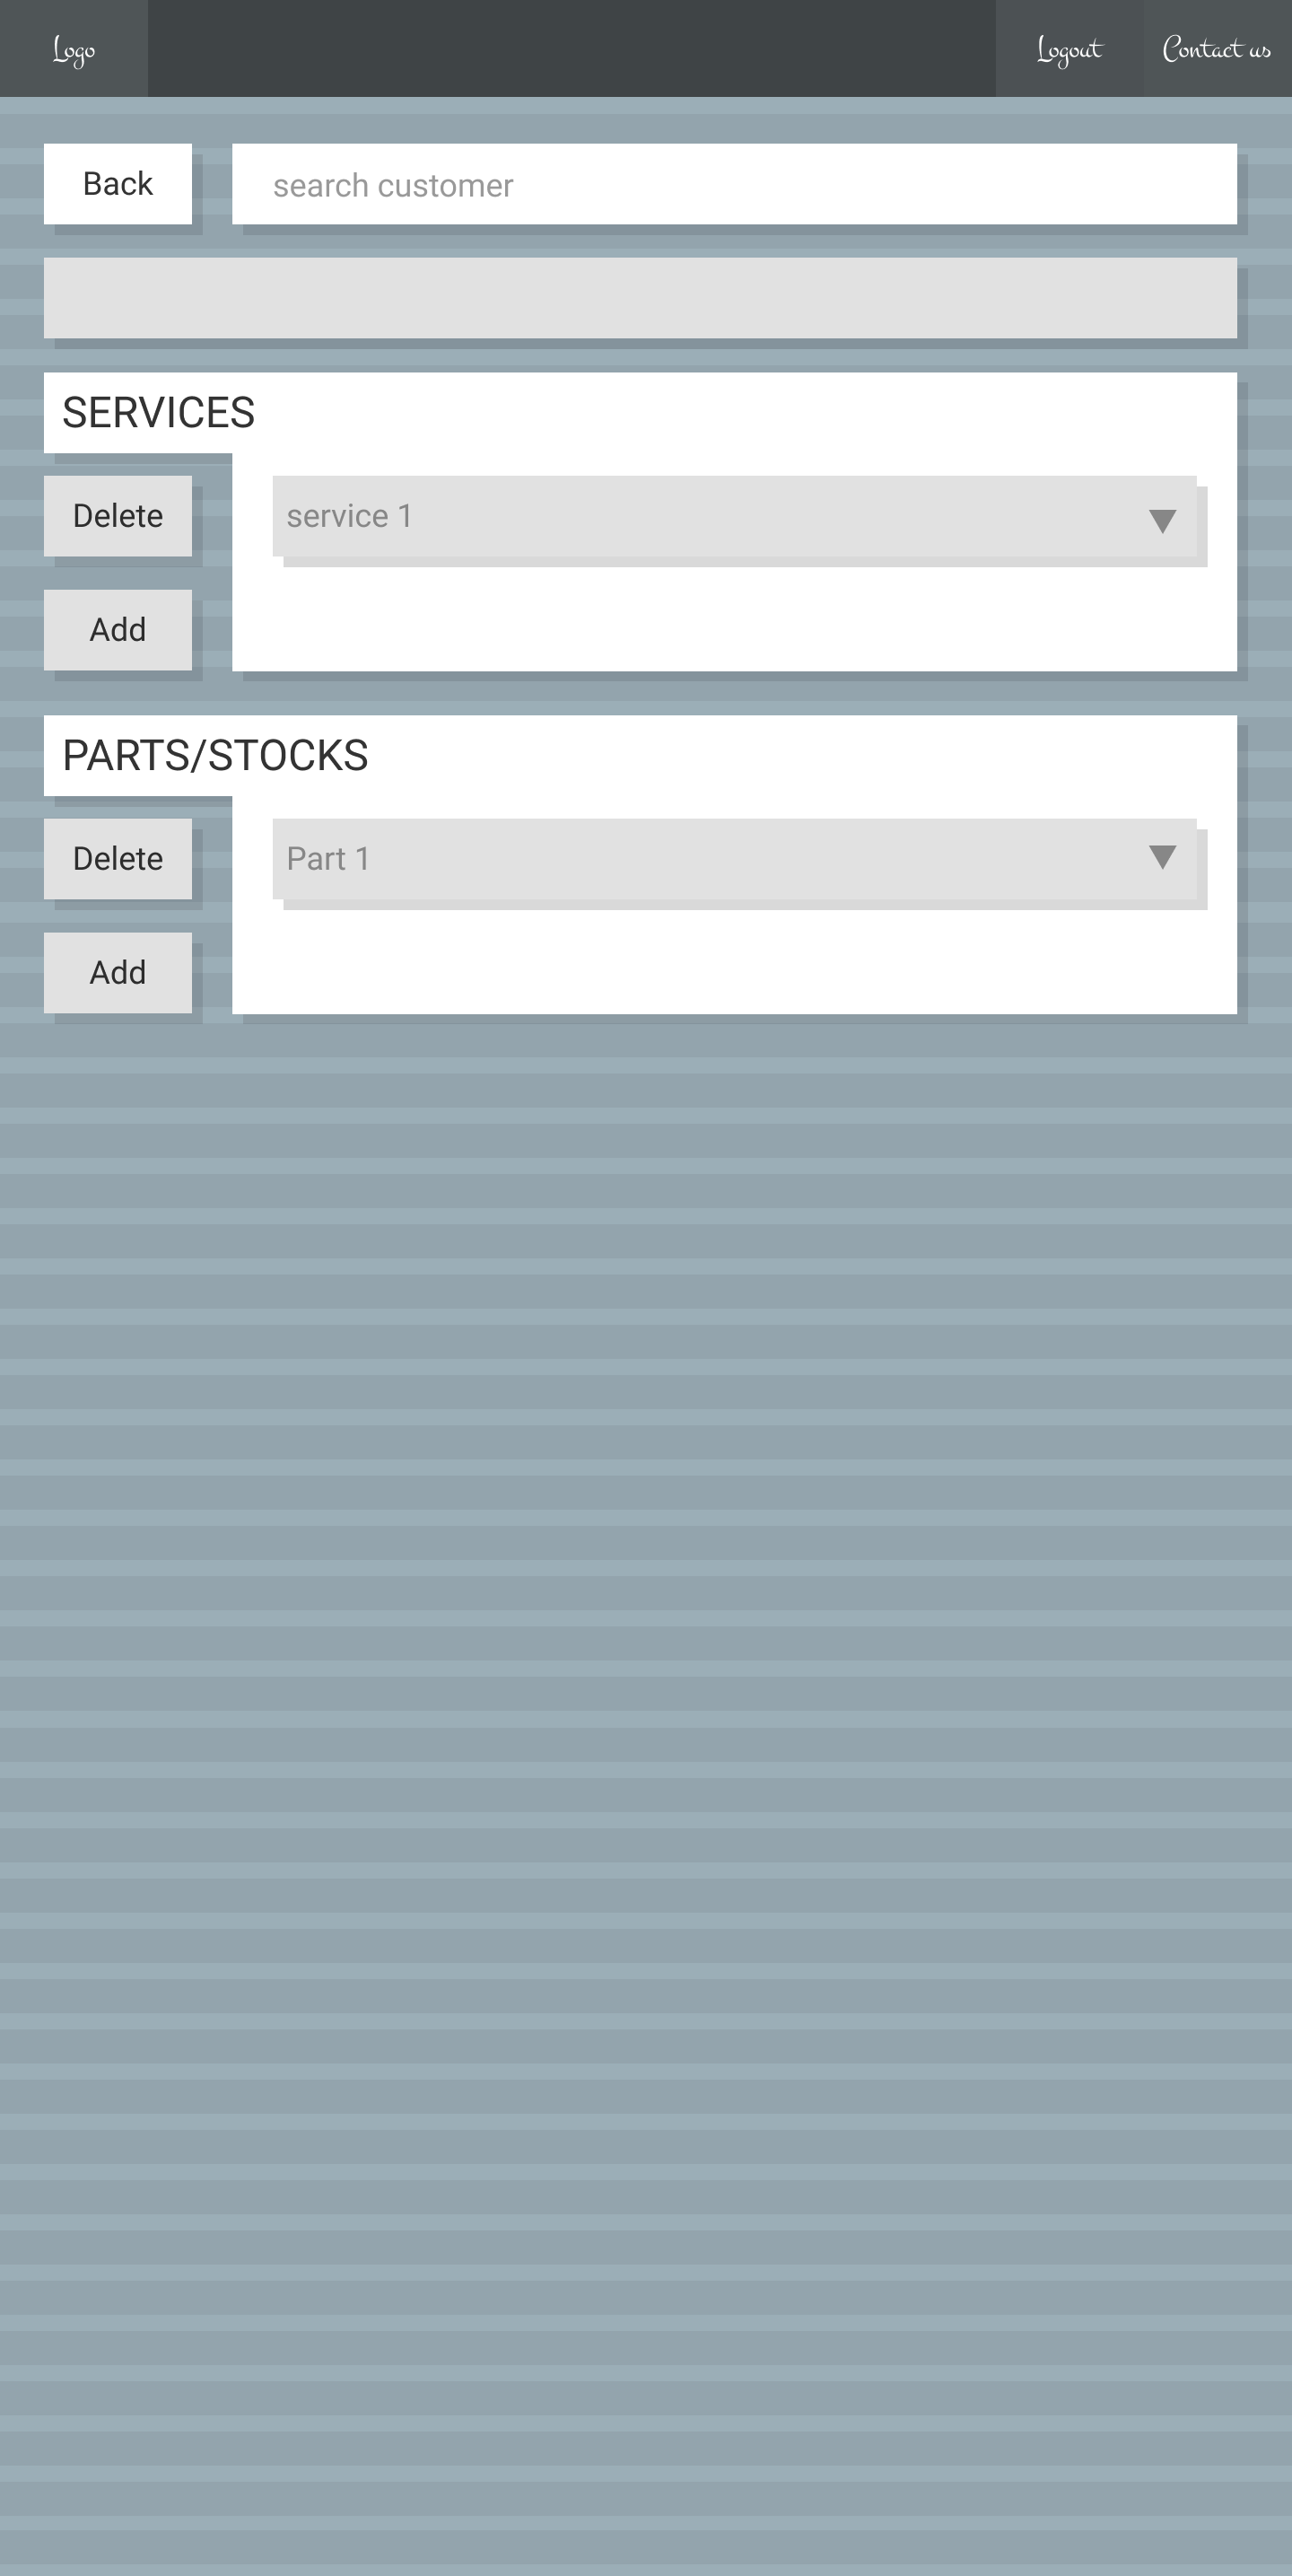 Logo
Logout
Contact us
Back
search customer
SERVICES
Delete
service 1
Add
PARTS/STOCKS
Delete
Part 1
Add